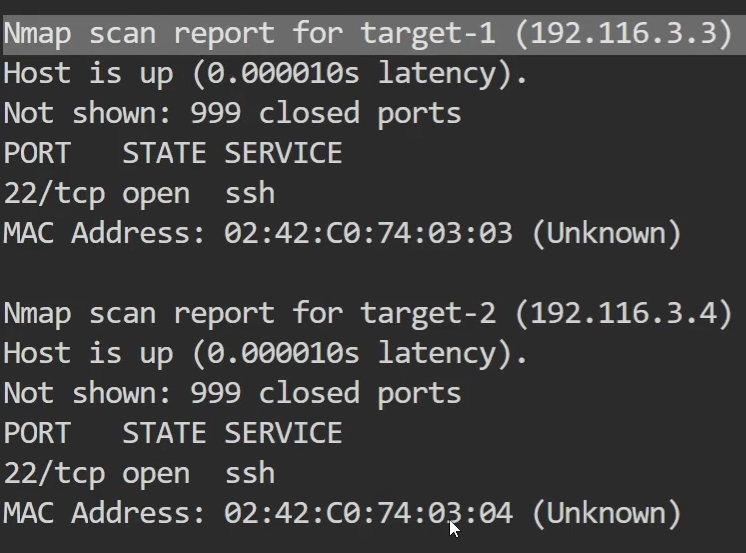 Nmap scan report for target-1 (192.116.3.3)
Host is up (0.000010s latency).
Not shown: 999 closed ports
PORT   STATE SERVICE
22/tcp open  ssh
MAC Address: 02:42:C0:74:03:03 (Unknown)

Nmap scan report for target-2 (192.116.3.4)
Host is up (0.000010s latency).
Not shown: 999 closed ports
PORT   STATE SERVICE
22/tcp open  ssh
MAC Address: 02:42:C0:74:03:04 (Unknown)